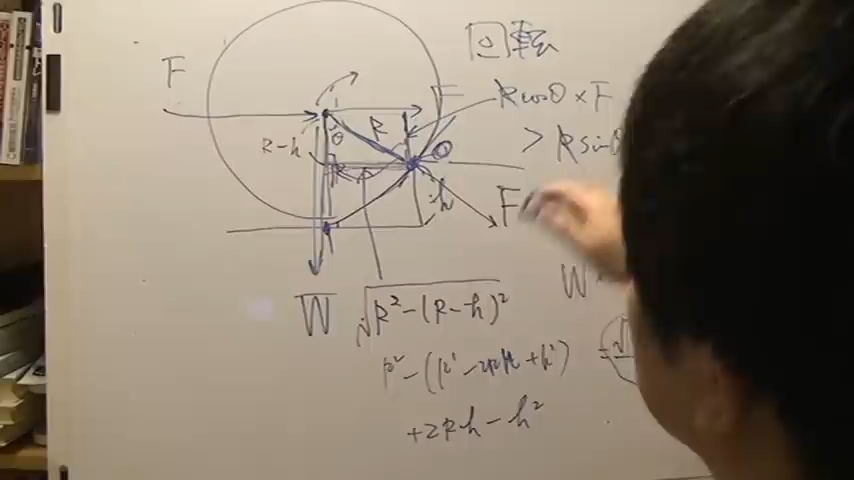 回転
F
Rcosθ×F
R
θ
R-h
> Rsinθ
h
F
W
W
√R²-(R-h)²
R²-(R²-2Rh+h²)
+2Rh-h²